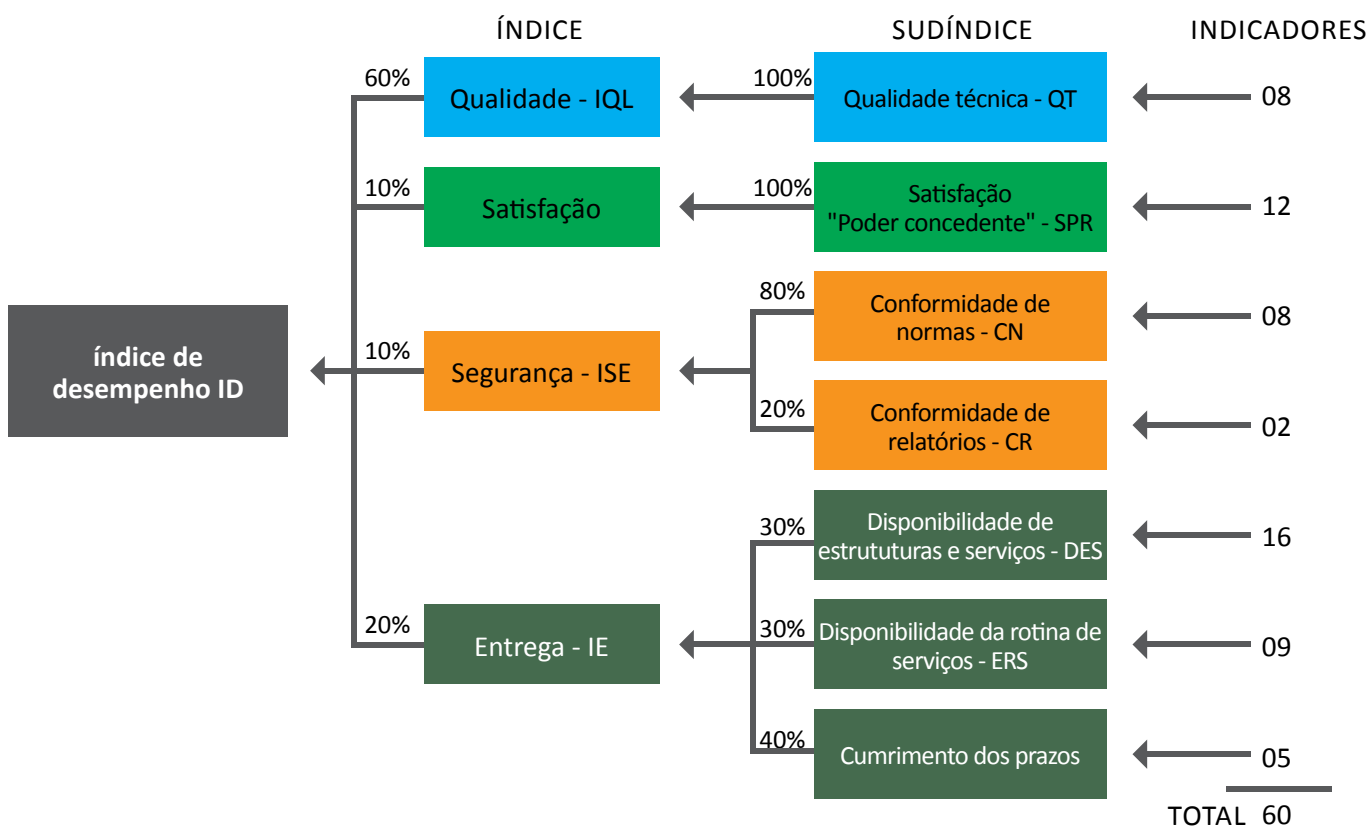 ÍNDICE
SUDÍNDICE
INDICADORES
60%
Qualidade - IQL
100%
Qualidade técnica - QT
08
10%
Satisfação
100%
Satisfação
"Poder concedente" - SPR
12
80%
Conformidade de
normas - CN
08
índice de
desempenho ID
10%
Segurança - ISE
20%
Conformidade de
relatórios - CR
02
30%
Disponibilidade de
estrututuras e serviços - DES
16
20%
Entrega - IE
30%
Disponibilidade da rotina de
serviços - ERS
09
40%
Cumrimento dos prazos
05
TOTAL 60